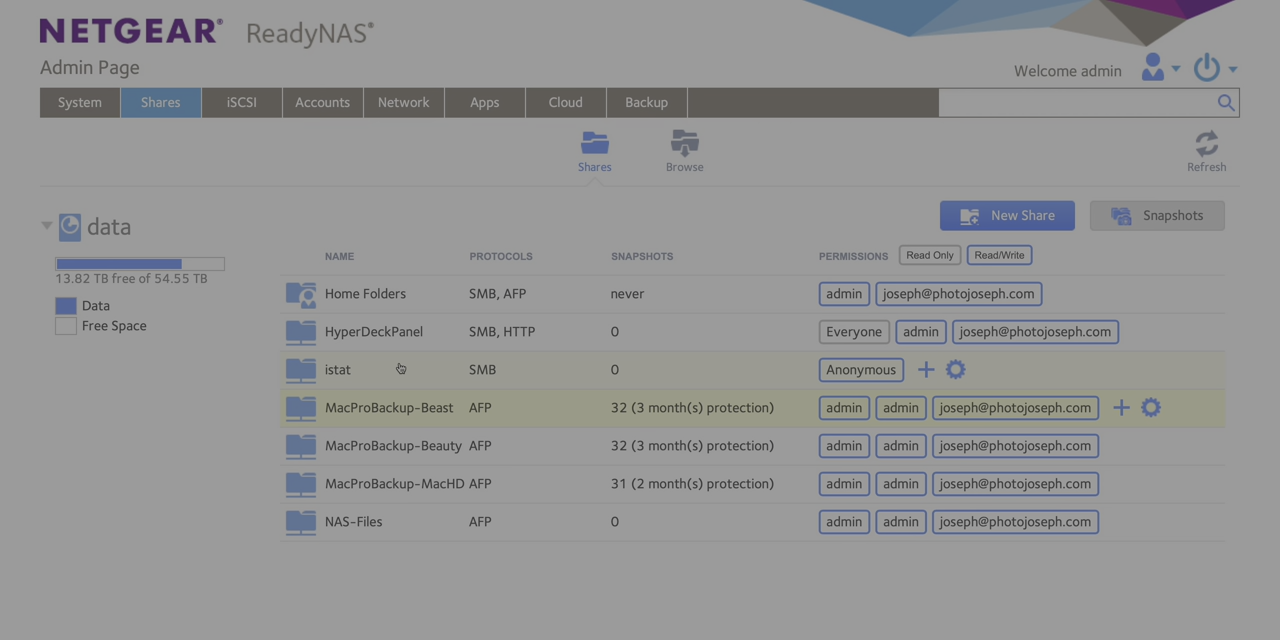 NETGEAR® ReadyNAS®
Admin Page
Welcome admin
System Shares iSCSI Accounts Network Apps Cloud Backup
Shares Browse Refresh
data
New Share Snapshots
13.82 TB free of 54.55 TB
Data
Free Space
NAME PROTOCOLS SNAPSHOTS PERMISSIONS Read Only Read/Write
Home Folders SMB, AFP never admin joseph@photojoseph.com
HyperDeckPanel SMB, HTTP 0 Everyone admin joseph@photojoseph.com
istat SMB 0 Anonymous
MacProBackup-Beast AFP 32 (3 month(s) protection) admin admin joseph@photojoseph.com
MacProBackup-Beauty AFP 32 (3 month(s) protection) admin admin joseph@photojoseph.com
MacProBackup-MacHD AFP 31 (2 month(s) protection) admin admin joseph@photojoseph.com
NAS-Files AFP 0 admin admin joseph@photojoseph.com